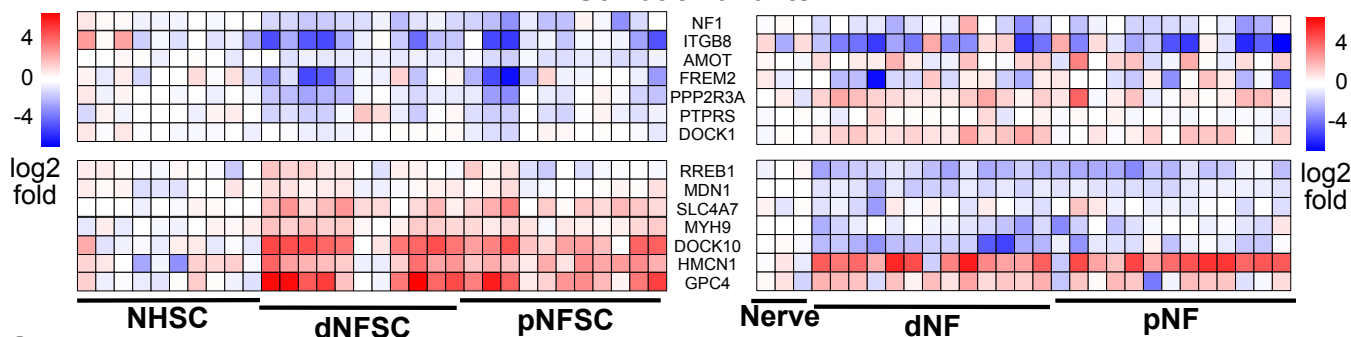 4
0
-4
log2
fold
NF1
ITGB8
AMOT
FREM2
PPP2R3A
PTPRS
DOCK1
RREB1
MDN1
SLC4A7
MYH9
DOCK10
HMCN1
GPC4
4
0
-4
log2
fold
NHSC
dNFSC
pNFSC
Nerve
dNF
pNF